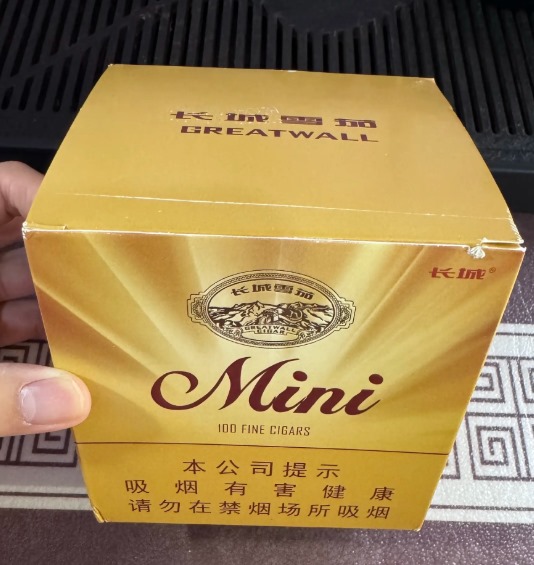 长城雪茄
GREATWALL
长城®
长城雪茄
GREATWALL
CIGAR
Mini
100 FINE CIGARS
本公司提示
吸烟有害健康
请勿在禁烟场所吸烟